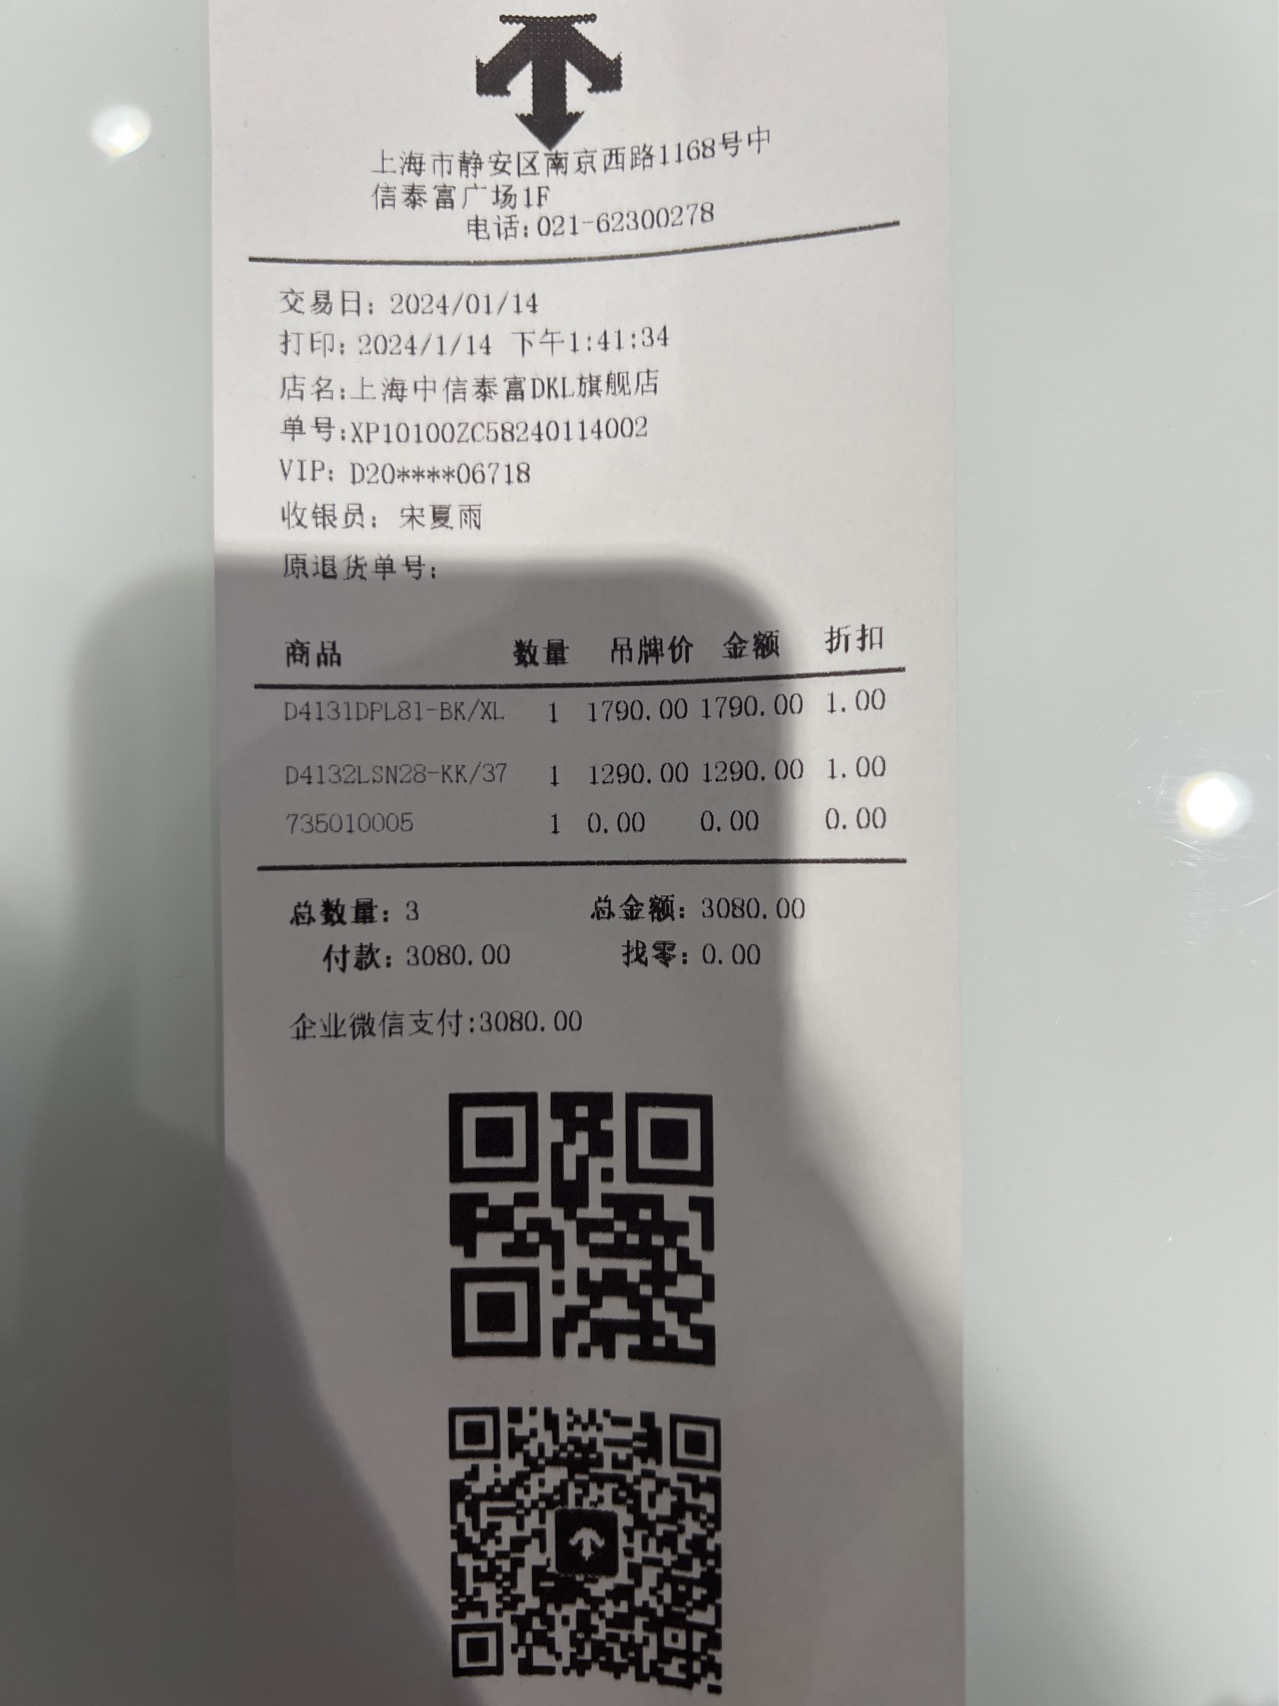 上海市静安区南京西路1168号中
信泰富广场1F
电话:021-62300278
交易日: 2024/01/14
打印: 2024/1/14 下午1:41:34
店名:上海中信泰富DKL旗舰店
单号:XP10100ZC58240114002
VIP: D20****06718
收银员: 宋夏雨
原退货单号:
商品 数量 吊牌价 金额 折扣
D4131DPL81-BK/XL 1 1790.00 1790.00 1.00
D4132LSN28-KK/37 1 1290.00 1290.00 1.00
735010005 1 0.00 0.00 0.00
总数量: 3 总金额: 3080.00
付款: 3080.00 找零: 0.00
企业微信支付:3080.00